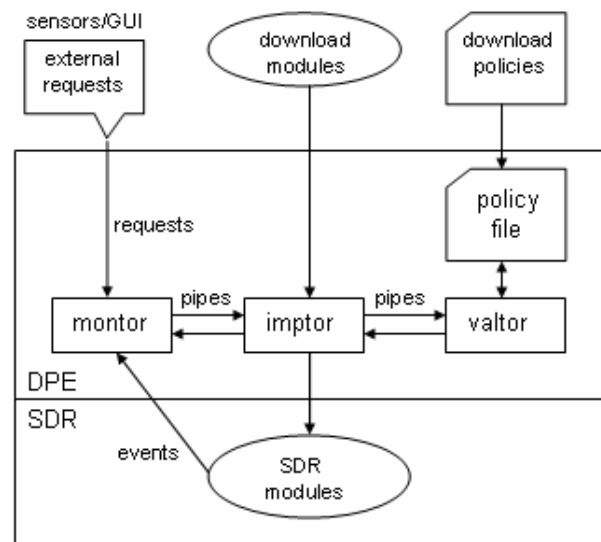 sensors/GUI
external
requests
download
modules
download
policies
requests
policy
file
pipes
pipes
montor
imptor
valtor
DPE
SDR
events
SDR
modules